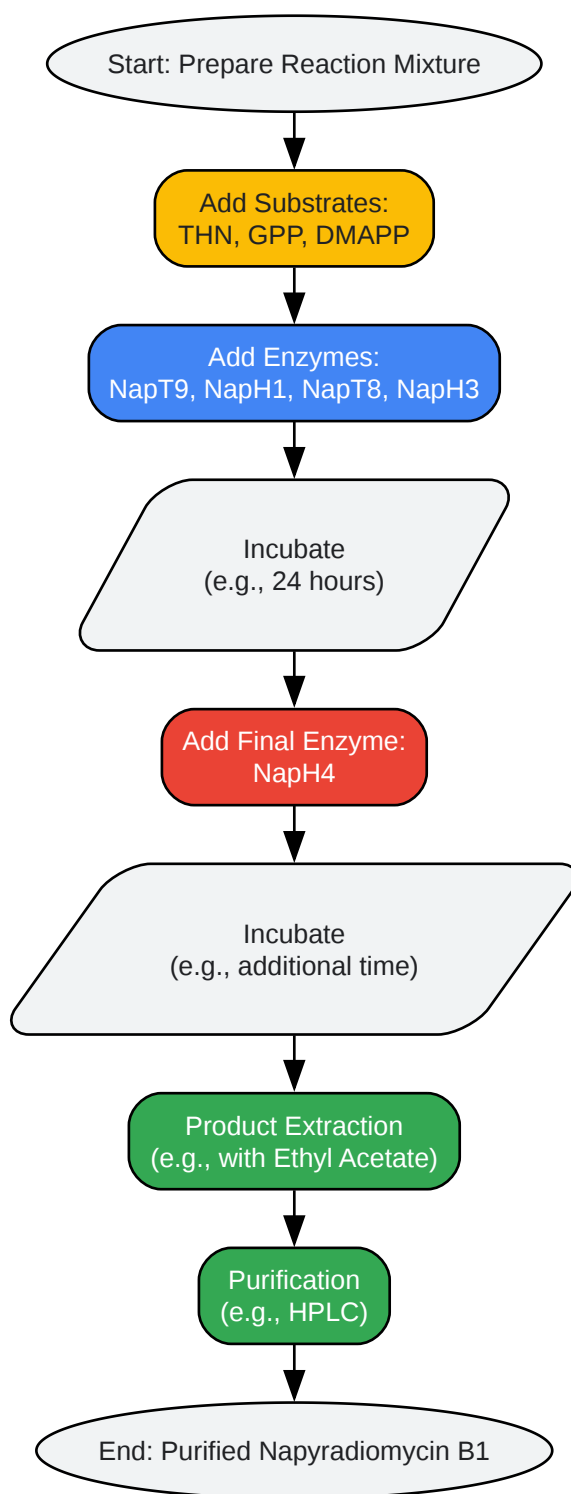 Start: Prepare Reaction Mixture
Add Substrates:
THN, GPP, DMAPP
Add Enzymes:
NapT9, NapH1, NapT8, NapH3
Incubate
(e.g., 24 hours)
Add Final Enzyme:
NapH4
Incubate
(e.g., additional time)
Product Extraction
(e.g., with Ethyl Acetate)
Purification
(e.g., HPLC)
End: Purified Napyradiomycin B1